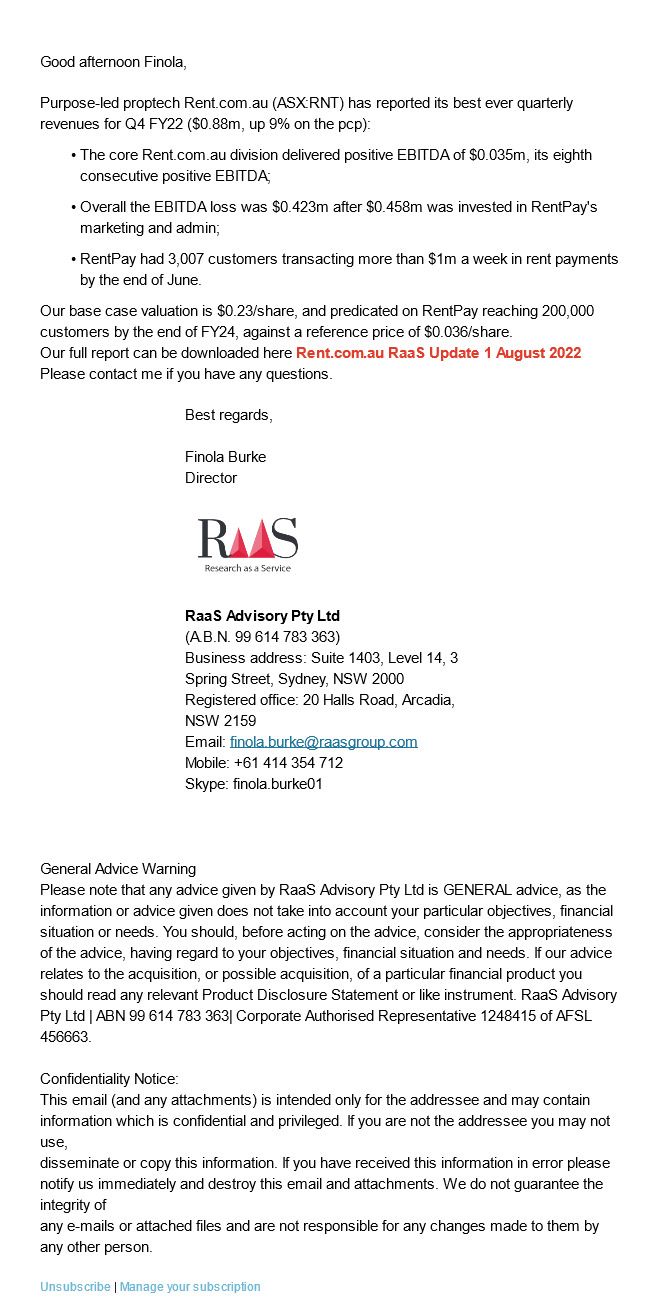 Good afternoon Finola,
Purpose-led proptech Rent.com.au (ASX:RNT) has reported its best ever quarterly
revenues for Q4 FY22 ($0.88m, up 9% on the pcp):
• The core Rent.com.au division delivered positive EBITDA of $0.035m, its eighth
consecutive positive EBITDA;
• Overall the EBITDA loss was $0.423m after $0.458m was invested in RentPay's
marketing and admin;
• RentPay had 3,007 customers transacting more than $1m a week in rent payments
by the end of June.
Our base case valuation is $0.23/share, and predicated on RentPay reaching 200,000
customers by the end of FY24, against a reference price of $0.036/share.
Our full report can be downloaded here Rent.com.au RaaS Update 1 August 2022
Please contact me if you have any questions.
Best regards,
Finola Burke
Director
RAAS
Research as a Service
RaaS Advisory Pty Ltd
(A.B.N. 99 614 783 363)
Business address: Suite 1403, Level 14, 3
Spring Street, Sydney, NSW 2000
Registered office: 20 Halls Road, Arcadia,
NSW 2159
Email: finola.burke@raasgroup.com
Mobile: +61 414 354 712
Skype: finola.burke01
General Advice Warning
Please note that any advice given by RaaS Advisory Pty Ltd is GENERAL advice, as the
information or advice given does not take into account your particular objectives, financial
situation or needs. You should, before acting on the advice, consider the appropriateness
of the advice, having regard to your objectives, financial situation and needs. If our advice
relates to the acquisition, or possible acquisition, of a particular financial product you
should read any relevant Product Disclosure Statement or like instrument. RaaS Advisory
Pty Ltd | ABN 99 614 783 363| Corporate Authorised Representative 1248415 of AFSL
456663.
Confidentiality Notice:
This email (and any attachments) is intended only for the addressee and may contain
information which is confidential and privileged. If you are not the addressee you may not
use,
disseminate or copy this information. If you have received this information in error please
notify us immediately and destroy this email and attachments. We do not guarantee the
integrity of
any e-mails or attached files and are not responsible for any changes made to them by
any other person.
Unsubscribe | Manage your subscription